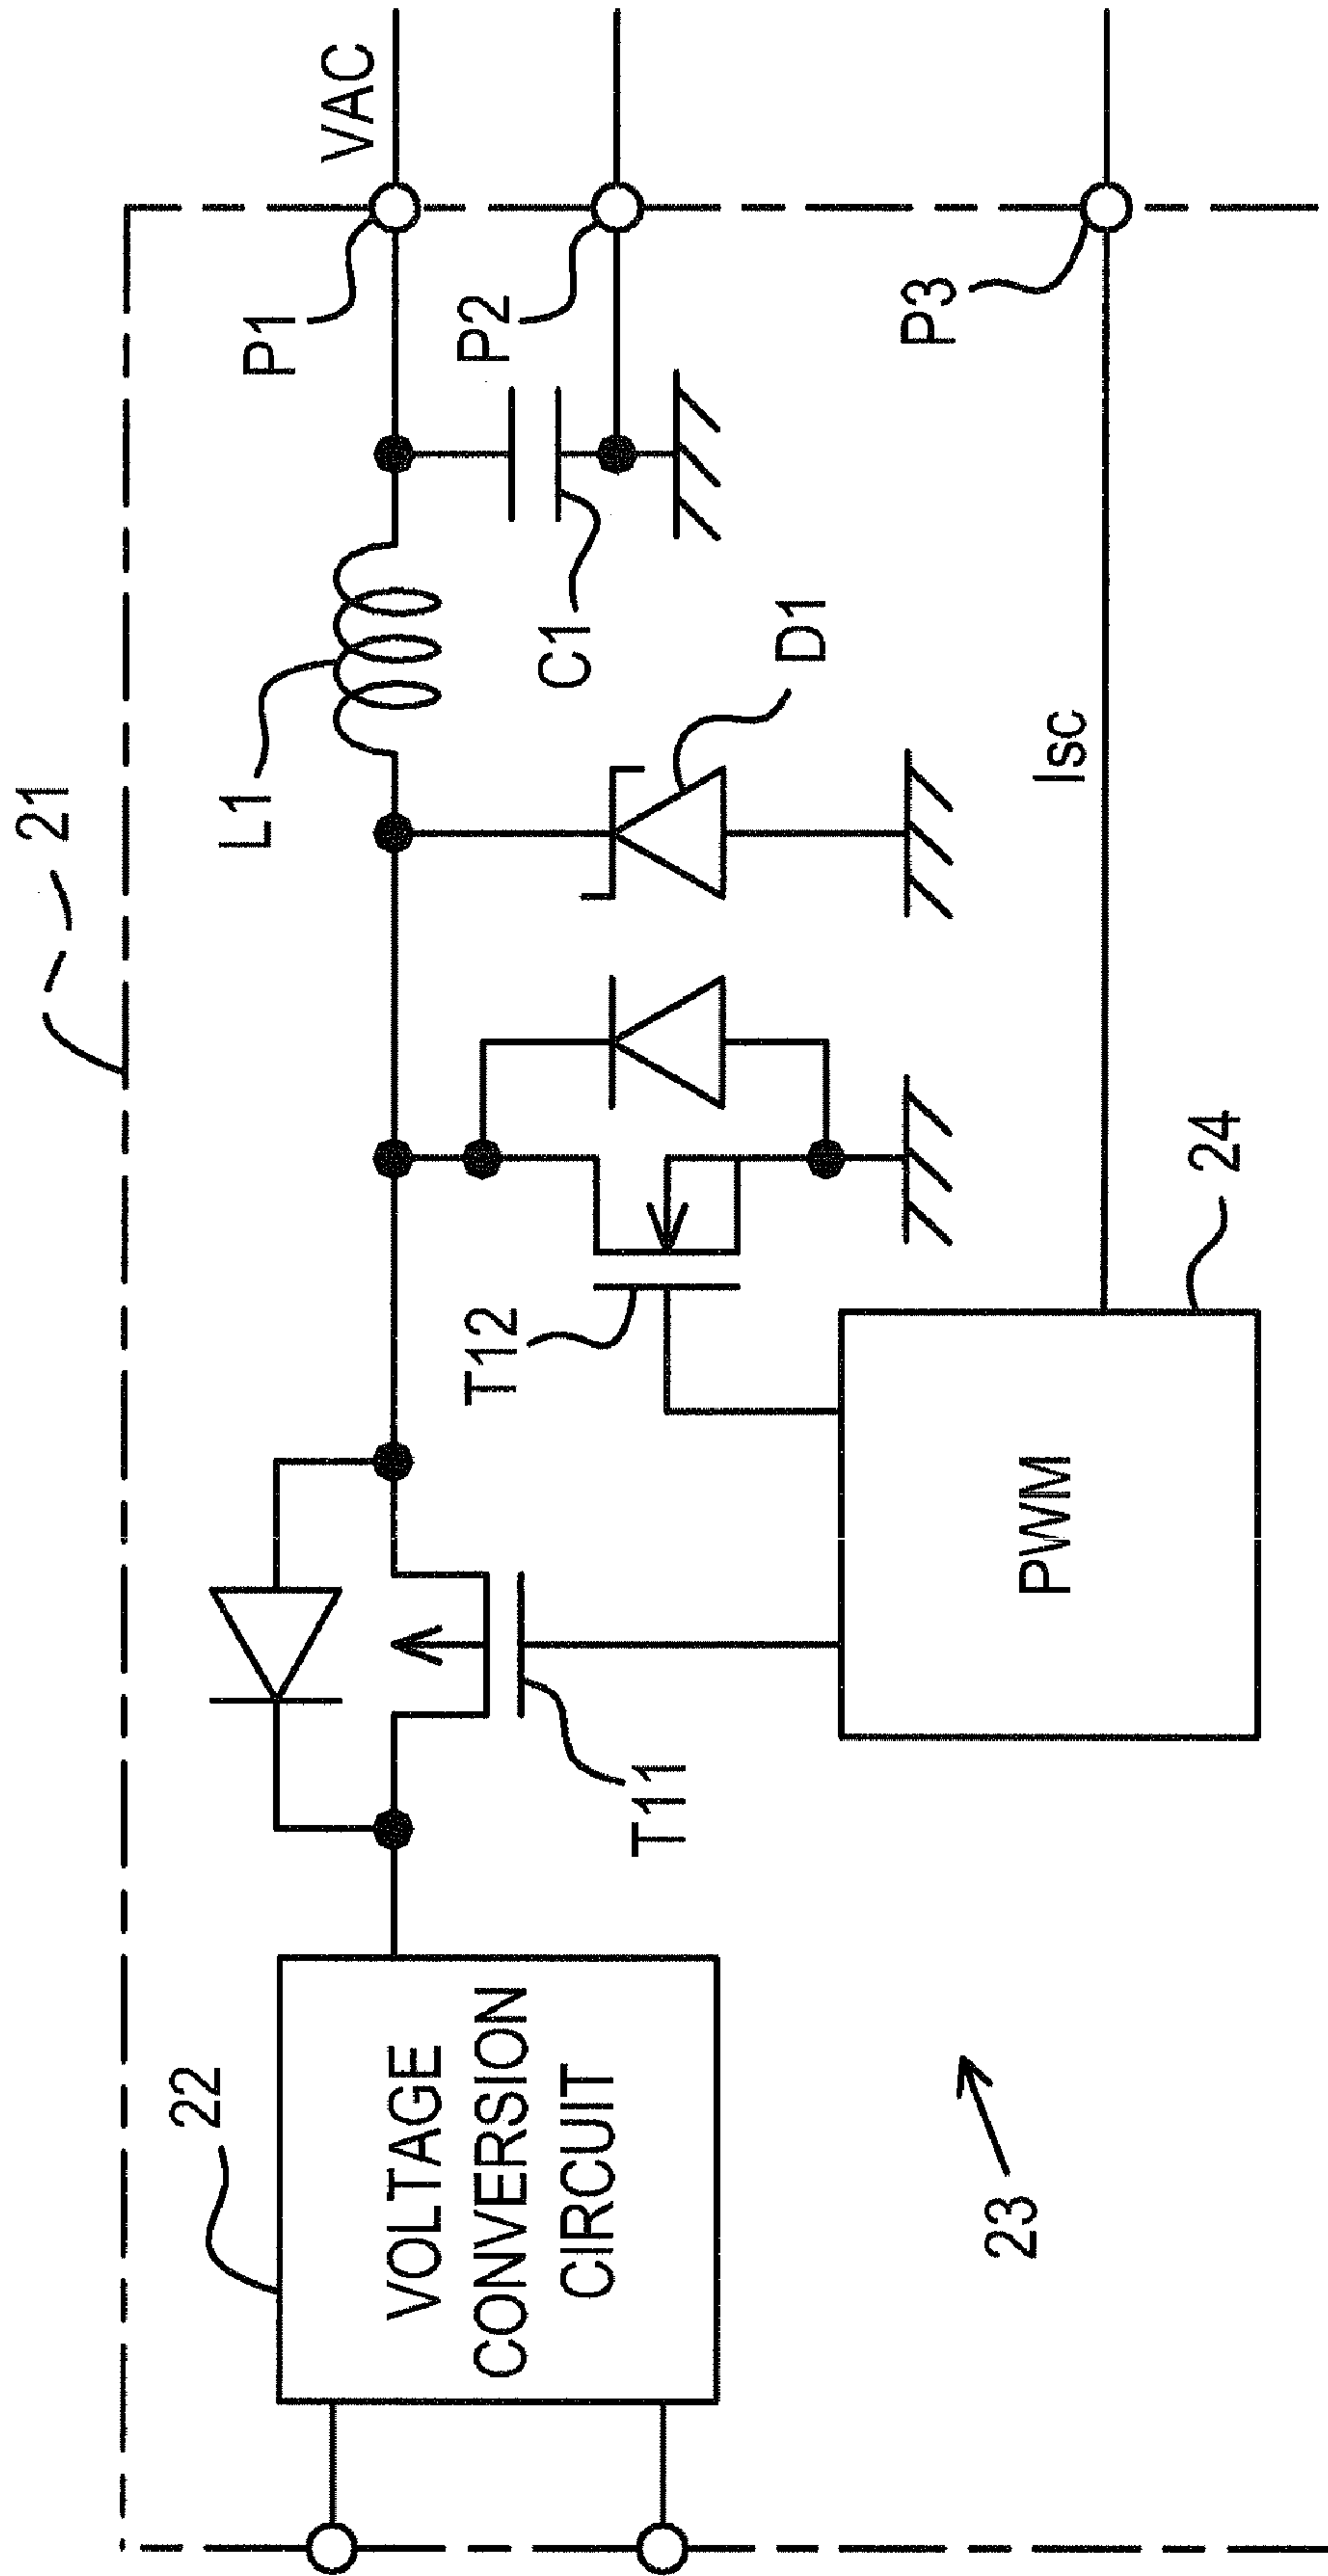 21
22
VOLTAGE
CONVERSION
CIRCUIT
23
T11
T12
PWM
24
L1
D1
C1
Isc
P1
P2
P3
VAC